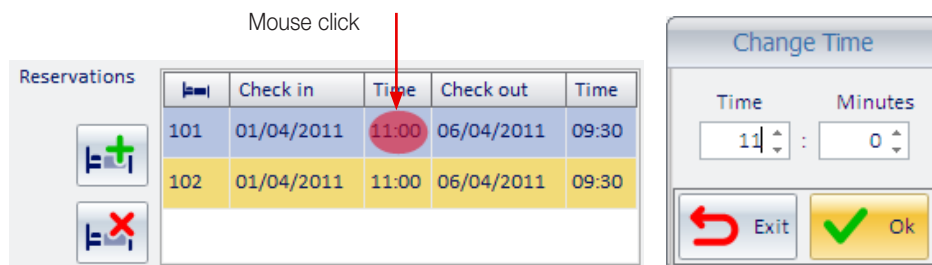 Mouse click
Reservations
Check in Time Check out Time
101 01/04/2011 11:00 06/04/2011 09:30
102 01/04/2011 11:00 06/04/2011 09:30
Change Time
Time Minutes
11 : 0
Exit Ok